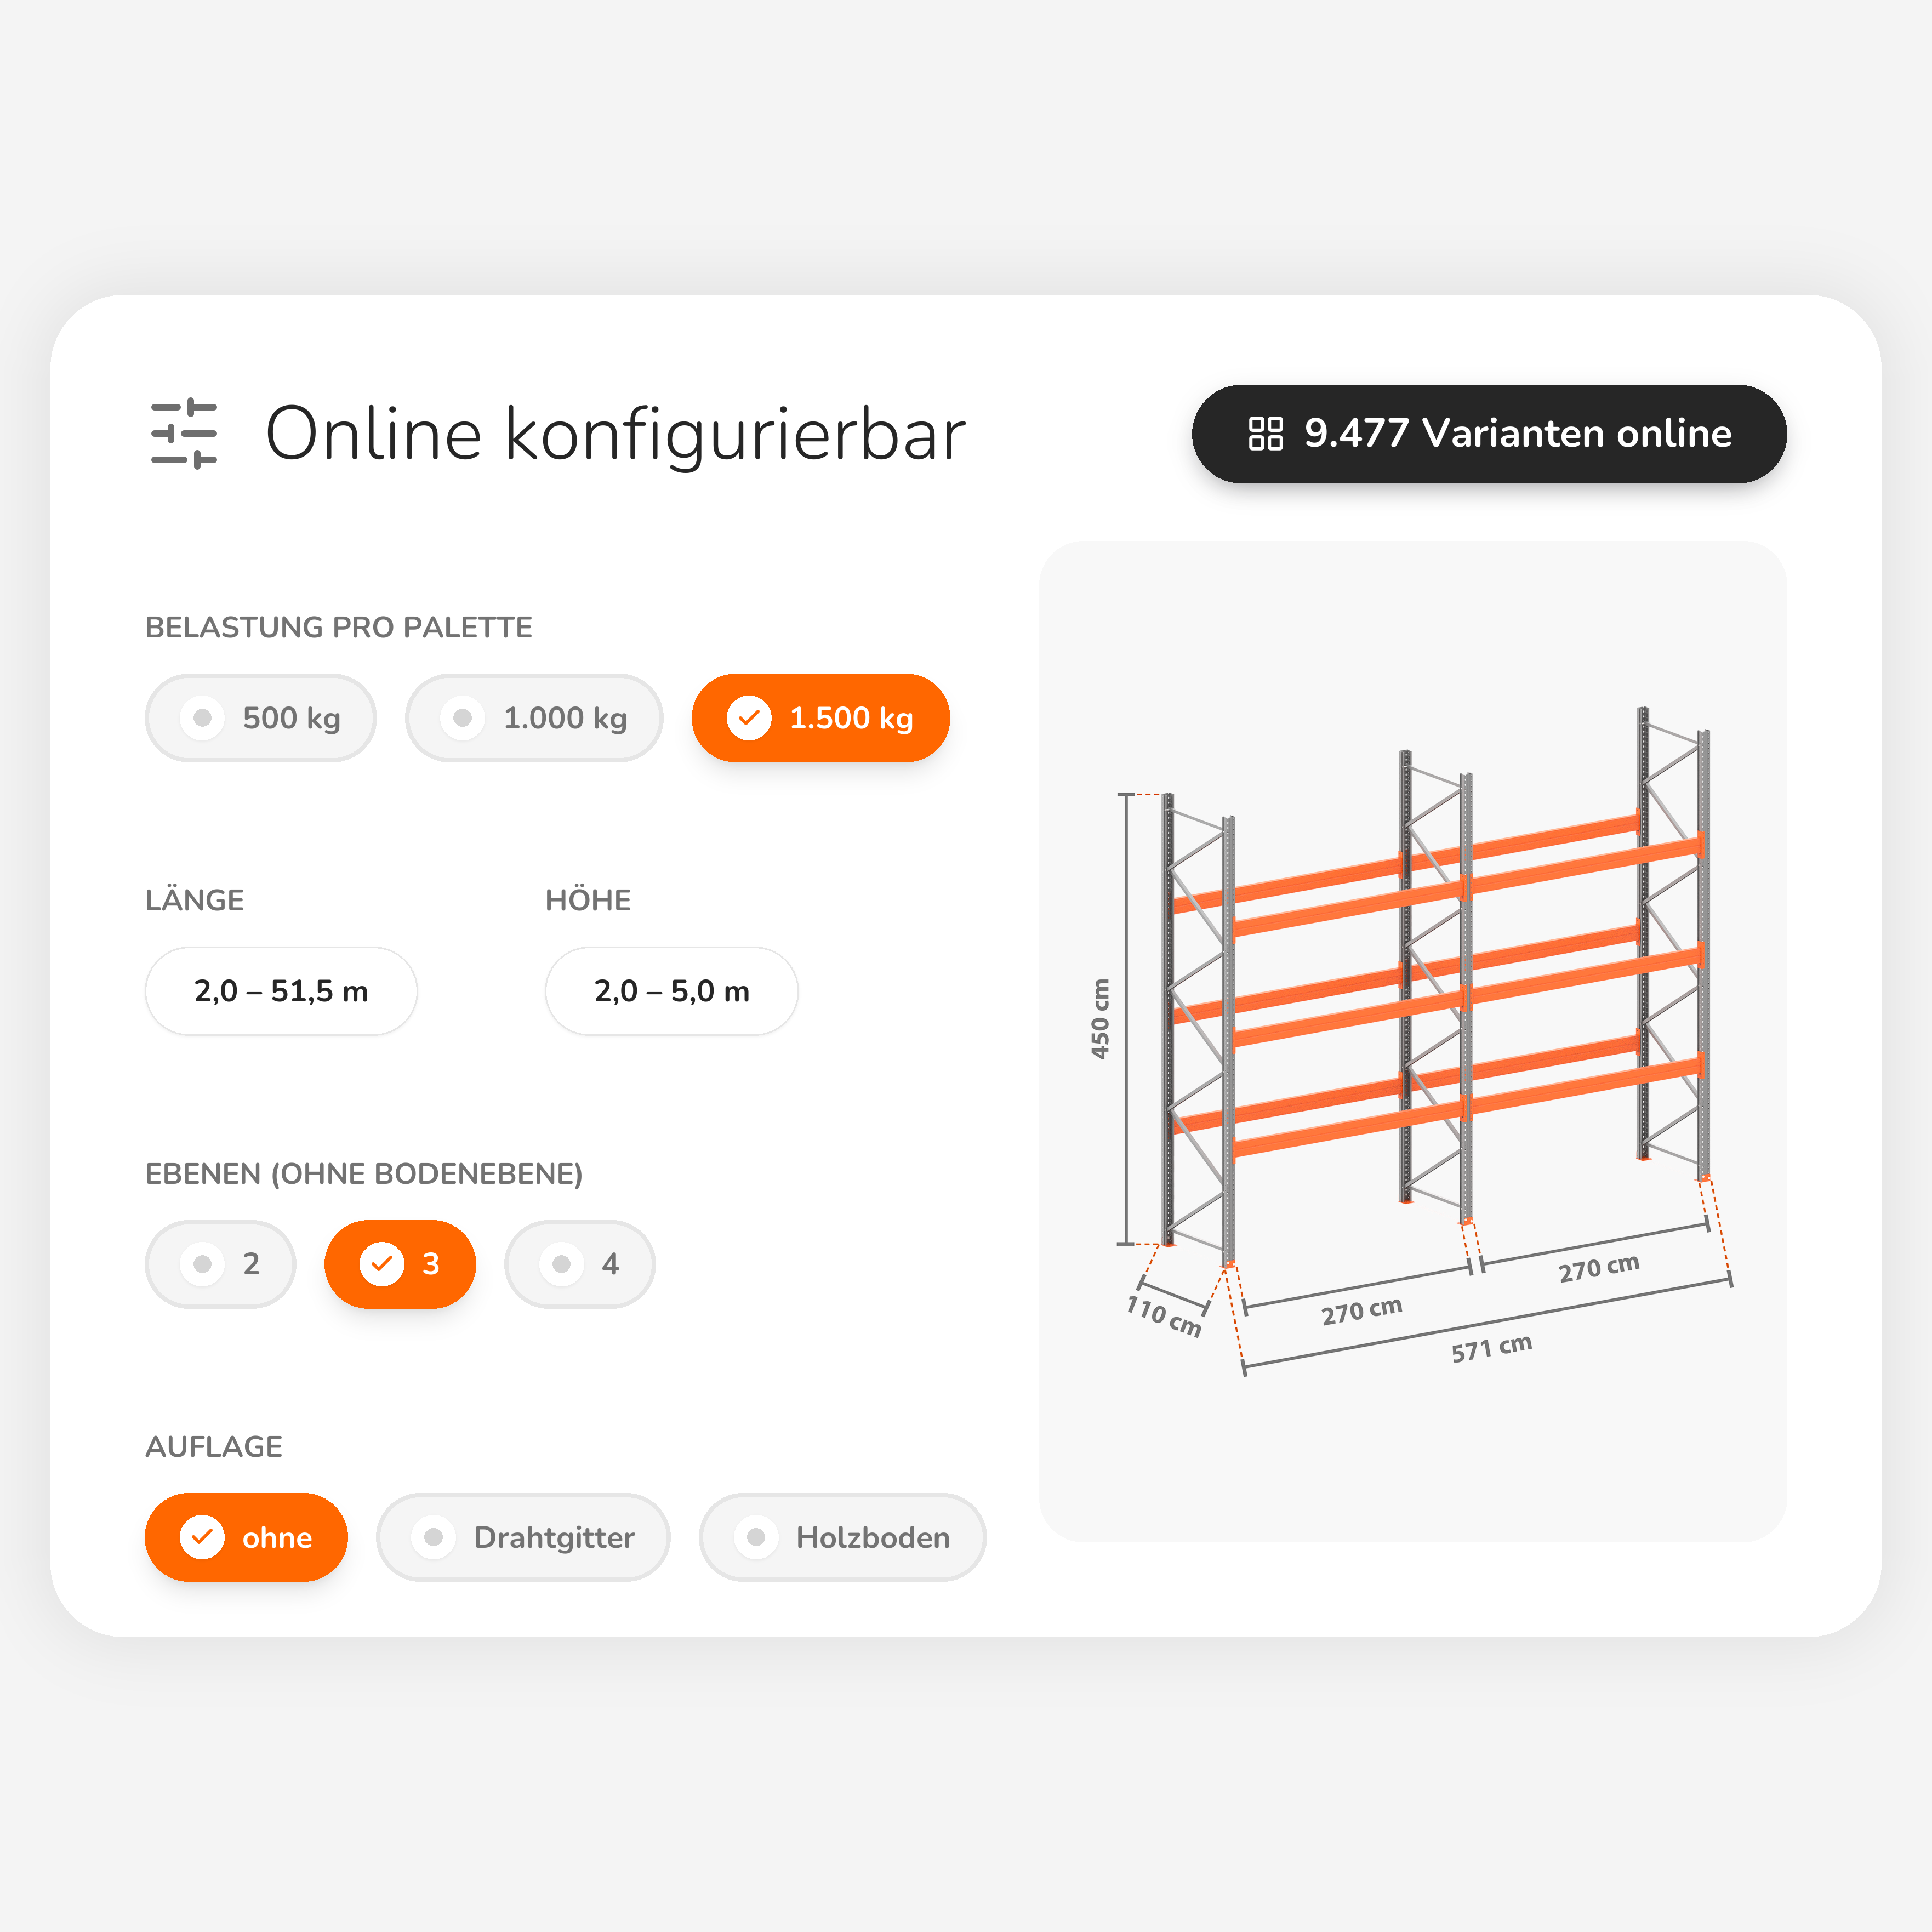 Online konfigurierbar
9.477 Varianten online
BELASTUNG PRO PALETTE
500 kg
1.000 kg
1.500 kg
LÄNGE
HÖHE
2,0 – 51,5 m
2,0 – 5,0 m
EBENEN (OHNE BODENEBENE)
2
3
4
AUFLAGE
ohne
Drahtgitter
Holzboden
450 cm
110 cm
270 cm
270 cm
571 cm